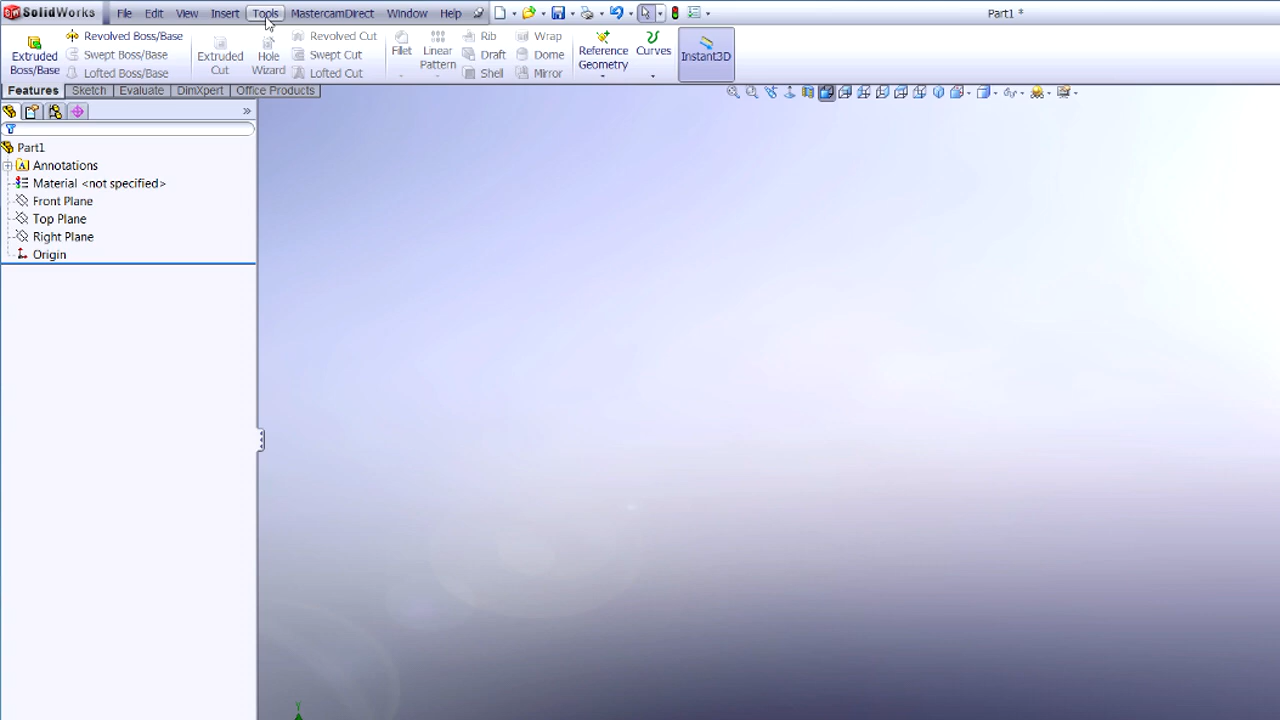 SolidWorks File Edit View Insert Tools MastercamDirect Window Help Part1 *
Extruded Boss/Base
Revolved Boss/Base
Swept Boss/Base
Lofted Boss/Base
Extruded Cut
Hole Wizard
Revolved Cut
Swept Cut
Lofted Cut
Fillet
Linear Pattern
Rib
Draft
Shell
Wrap
Dome
Mirror
Reference Geometry
Curves
Instant3D
Features Sketch Evaluate DimXpert Office Products
Part1
Annotations
Material <not specified>
Front Plane
Top Plane
Right Plane
Origin
Y